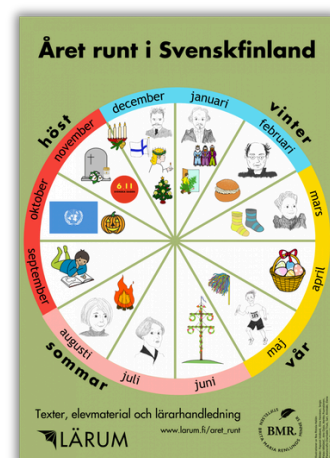 Året runt i Svenskfinland
höst
vinter
vår
sommar
januari
februari
mars
april
maj
juni
juli
augusti
september
oktober
november
december
6.11
Texter, elevmaterial och lärarhandledning
www.lärum.fi/aret_runt
LÄRUM
BMR